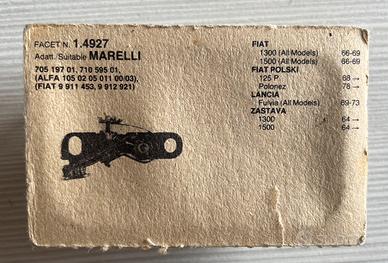 FACET N. 1.4927
Adatt./Suitable MARELLI
705 197 01, 710 595 01,
(ALFA 105 02 05 011 00/03),
(FIAT 9 911 453, 9 912 921)
FIAT
1300 (All Models) 66-69
1500 (All Models) 66-69
FIAT POLSKI
125 P 68→
Polonez 78→
LANCIA
Fulvia (All Models) 69-73
ZASTAVA
1300 64→
1500 64→